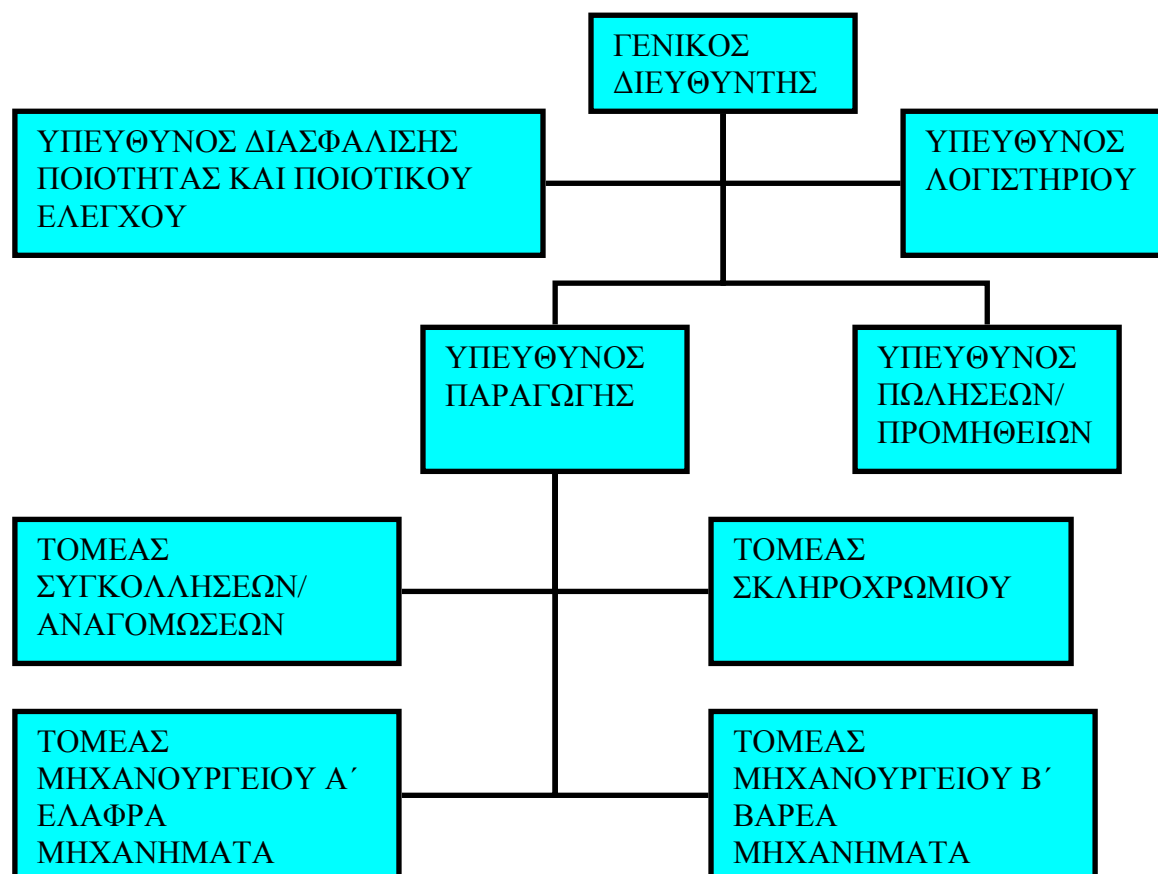 ΓΕΝΙΚΟΣ
ΔΙΕΥΘΥΝΤΗΣ
ΥΠΕΥΘΥΝΟΣ ΔΙΑΣΦΑΛΙΣΗΣ
ΠΟΙΟΤΗΤΑΣ ΚΑΙ ΠΟΙΟΤΙΚΟΥ
ΕΛΕΓΧΟΥ
ΥΠΕΥΘΥΝΟΣ
ΛΟΓΙΣΤΗΡΙΟΥ
ΥΠΕΥΘΥΝΟΣ
ΠΑΡΑΓΩΓΗΣ
ΥΠΕΥΘΥΝΟΣ
ΠΩΛΗΣΕΩΝ/
ΠΡΟΜΗΘΕΙΩΝ
ΤΟΜΕΑΣ
ΣΥΓΚΟΛΛΗΣΕΩΝ/
ΑΝΑΓΟΜΩΣΕΩΝ
ΤΟΜΕΑΣ
ΣΚΛΗΡΟΧΡΩΜΙΟΥ
ΤΟΜΕΑΣ
ΜΗΧΑΝΟΥΡΓΕΙΟΥ Α΄
ΕΛΑΦΡΑ
ΜΗΧΑΝΗΜΑΤΑ
ΤΟΜΕΑΣ
ΜΗΧΑΝΟΥΡΓΕΙΟΥ Β΄
ΒΑΡΕΑ
ΜΗΧΑΝΗΜΑΤΑ